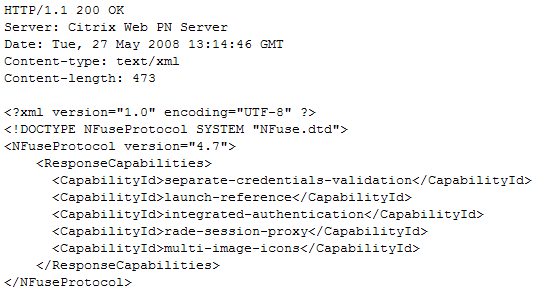 HTTP/1.1 200 OK
Server: Citrix Web PN Server
Date: Tue, 27 May 2008 13:14:46 GMT
Content-type: text/xml
Content-length: 473
<?xml version="1.0" encoding="UTF-8" ?>
<!DOCTYPE NFuseProtocol SYSTEM "NFuse.dtd">
<NFuseProtocol version="4.7">
<ResponseCapabilities>
<CapabilityId>separate-credentials-validation</CapabilityId>
<CapabilityId>launch-reference</CapabilityId>
<CapabilityId>integrated-authentication</CapabilityId>
<CapabilityId>rade-session-proxy</CapabilityId>
<CapabilityId>multi-image-icons</CapabilityId>
</ResponseCapabilities>
</NFuseProtocol>